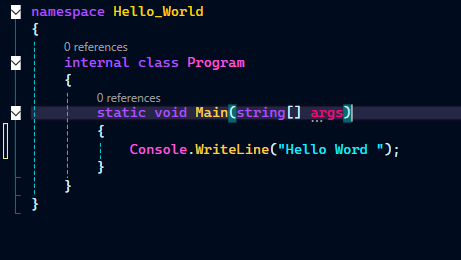 namespace Hello_World
{
0 references
internal class Program
{
0 references
static void Main(string[] args)
{
Console.WriteLine("Hello Word ");
}
}
}